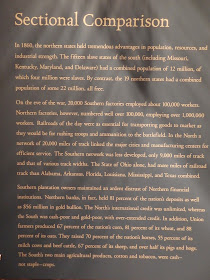 Sectional Comparison
In 1860, the northern states held tremendous advantages in population, resources, and
industrial strength. The fifteen slave states of the south (including Missouri,
Kentucky, Maryland, and Delaware) had a combined population of 12 million, of
which four million were slaves. By contrast, the 19 northern states had a combined
population of some 22 million, all free.
On the eve of the war, 20,000 Southern factories employed about 100,000 workers.
Northern factories, however, numbered well over 100,000, employing over 1,000,000
workers. Railroads of the day were as essential for transporting goods to market as
they would be for rushing troops and ammunition to the battlefield. In the North a
network of 20,000 miles of track linked the major cities and manufacturing centers for
efficient service. The Southern network was less developed, only 9,000 miles of track
and that of various track widths. The State of Ohio alone, had more miles of railroad
track than Alabama, Arkansas, Florida, Louisiana, Mississippi, and Texas combined.
Southern plantation owners maintained an ardent distrust of Northern financial
institutions. Northern banks, in fact, held 81 percent of the nation's deposits as well
as $56 million in gold bullion. The North's international credit was unlimited, whereas
the South was cash-poor and gold-poor, with over-extended credit. In addition, Union
farmers produced 67 percent of the nation's corn, 81 percent of its wheat, and 88
percent of its oats. They raised 70 percent of the nation's horses, 55 percent of its
milch cows and beef cattle, 67 percent of its sheep, and over half its pigs and hogs.
The South's two main agricultural products, cotton and tobacco, were cash–
not staple–crops.